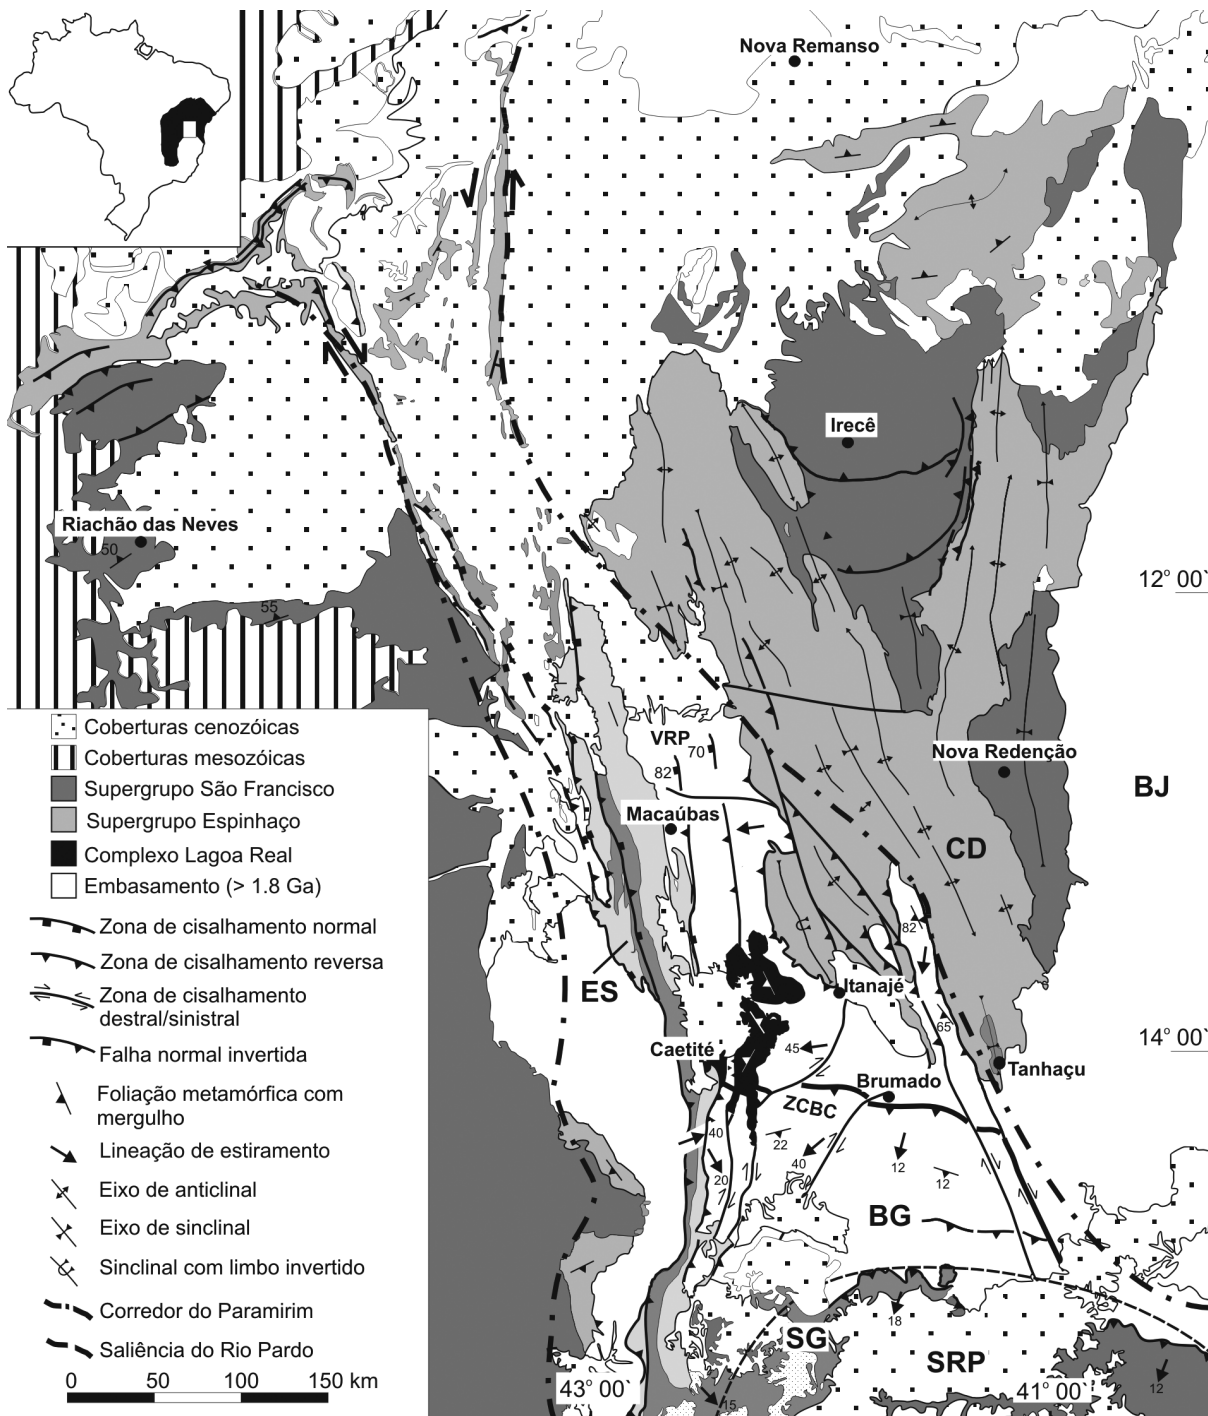 Nova Remanso
Irecê
Riachão das Neves
50
55
12° 00`
VRP
70
82
Nova Redenção
BJ
Macaúbas
CD
82
ES
Itanajé
65
14° 00`
Caetité
45
Tanhaçu
Brumado
ZCBC
40
22
40
20
12
12
BG
18
SG
SRP
43° 00`
41° 00`
15
12
Coberturas cenozóicas
Coberturas mesozóicas
Supergrupo São Francisco
Supergrupo Espinhaço
Complexo Lagoa Real
Embasamento (> 1.8 Ga)
Zona de cisalhamento normal
Zona de cisalhamento reversa
Zona de cisalhamento
destral/sinistral
Falha normal invertida
Foliação metamórfica com
mergulho
Lineação de estiramento
Eixo de anticlinal
Eixo de sinclinal
Sinclinal com limbo invertido
Corredor do Paramirim
Saliência do Rio Pardo
0 50 100 150 km